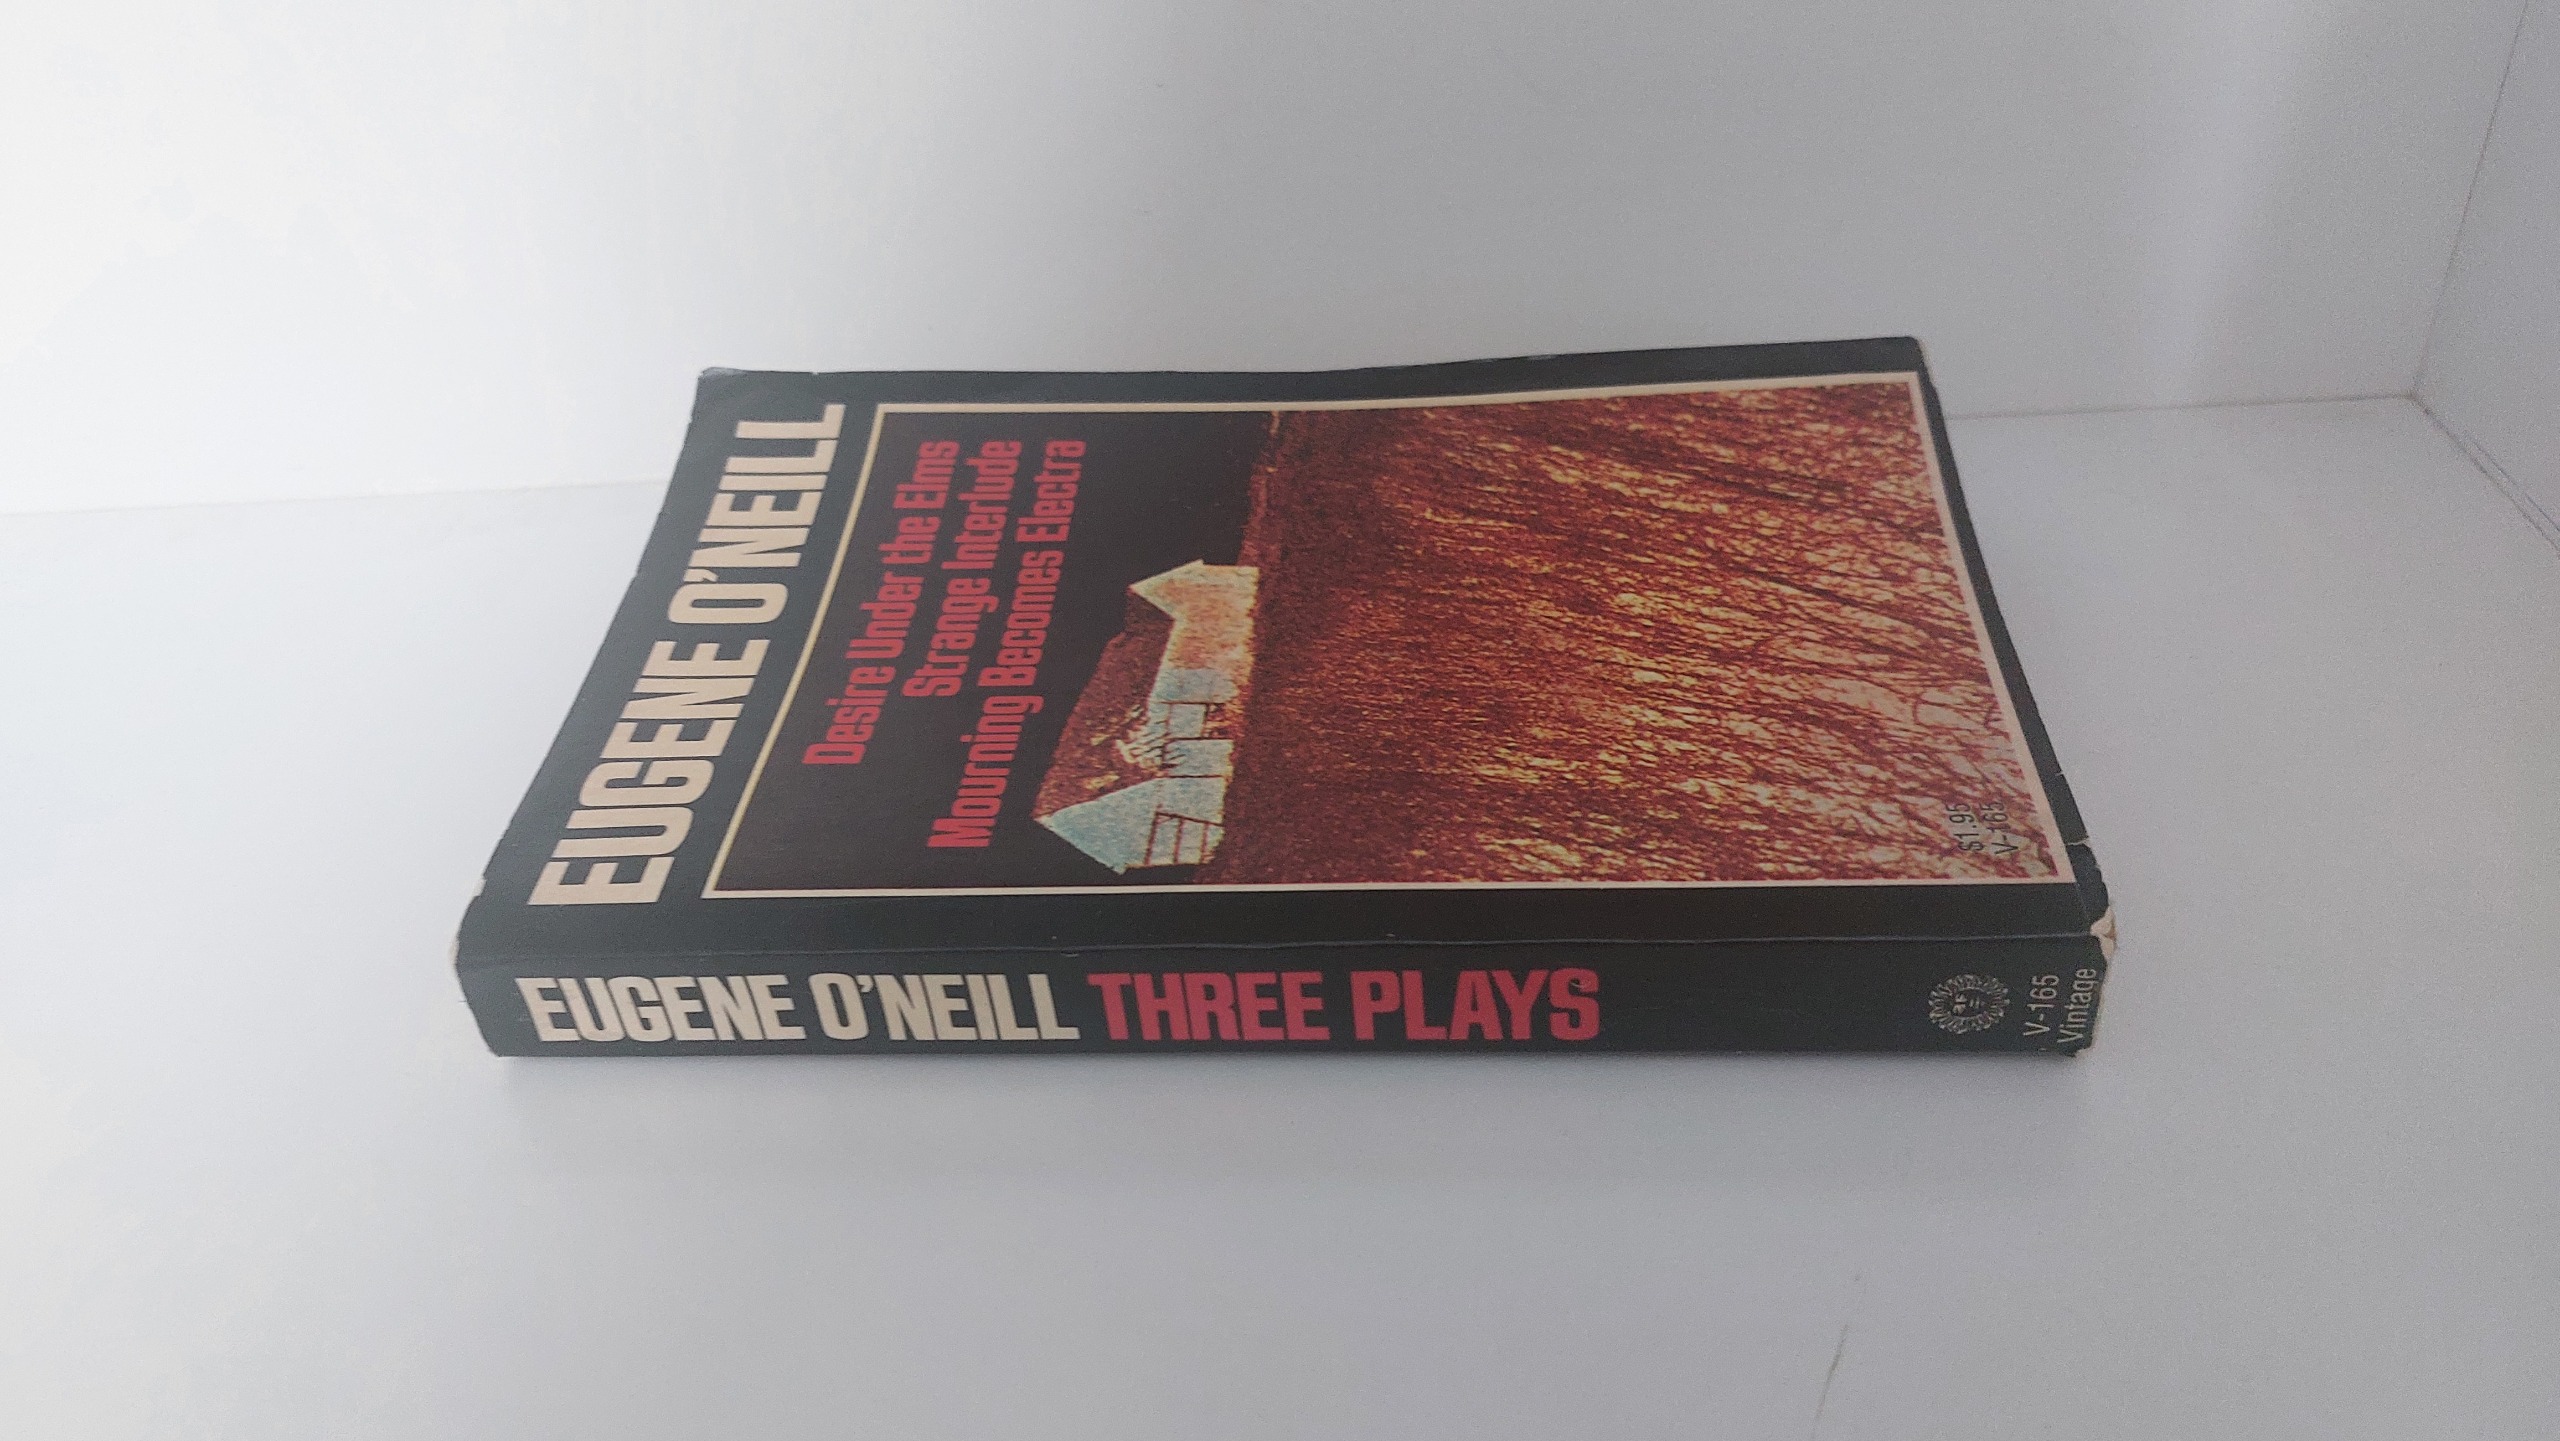 EUGENE O'NEILL
Desire Under the Elms
Strange Interlude
Mourning Becomes Electra
$1.95
V-165
EUGENE O'NEILL THREE PLAYS
V-165
Vintage